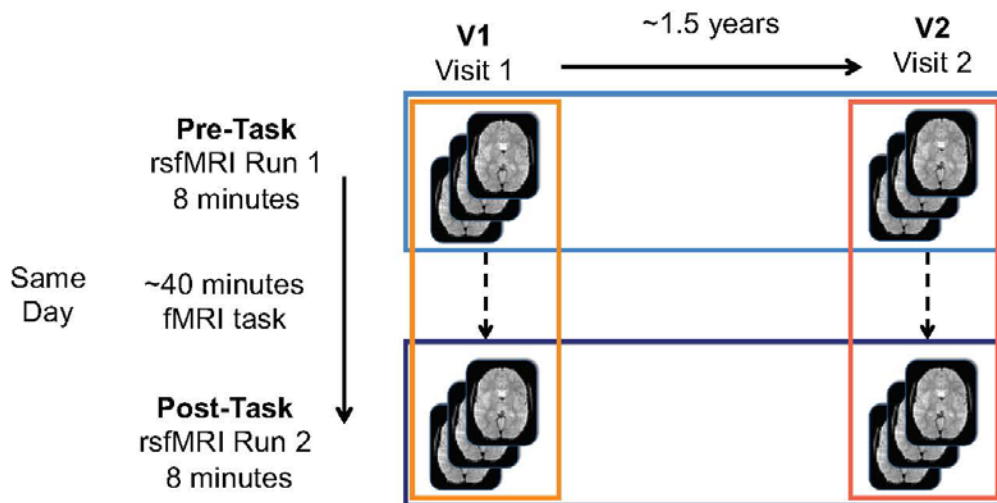 V1
Visit 1
~1.5 years
V2
Visit 2
Pre-Task
rsfMRI Run 1
8 minutes
Same
Day
~40 minutes
fMRI task
Post-Task
rsfMRI Run 2
8 minutes